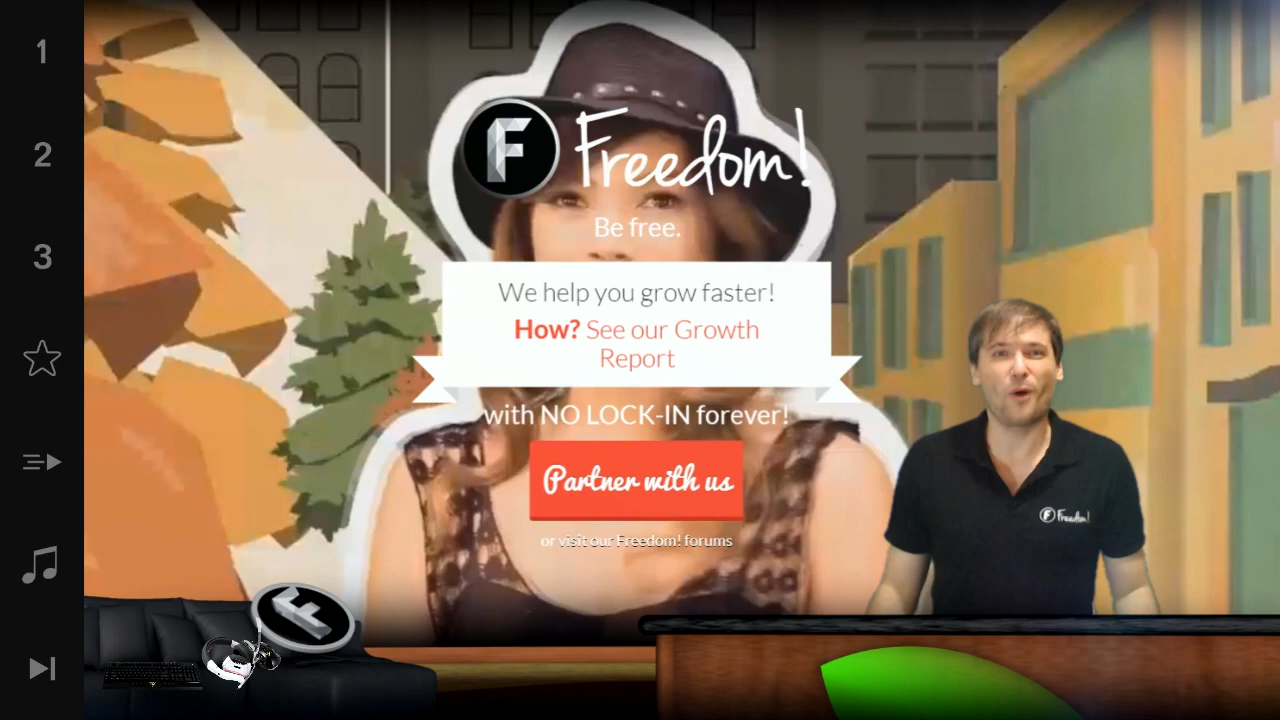 1
2
3
F Freedom!
Be free.
We help you grow faster!
How? See our Growth
Report
with NO LOCK-IN forever!
Partner with us
or visit our Freedom! forums
F Freedom!
F